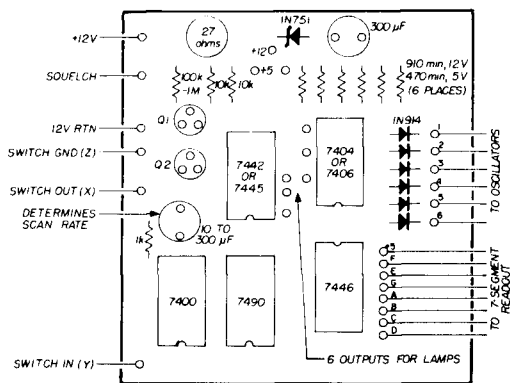 +12V
SQUELCH
12V RTN
SWITCH GND (Z)
SWITCH OUT (X)
DETERMINES
SCAN RATE
SWITCH IN (Y)
27
ohms
1N751
300 µF
+12
+5
100k
-1M
10k
10k
910 min, 12V
470 min, 5V
(6 PLACES)
Q1
Q2
7442
OR
7445
7404
OR
7406
1N914
1
2
3
4
5
6
TO OSCILLATORS
1k
10 TO
300 µF
7400
7490
7446
+5
F
E
G
A
B
C
D
TO 7-SEGMENT
READOUT
6 OUTPUTS FOR LAMPS